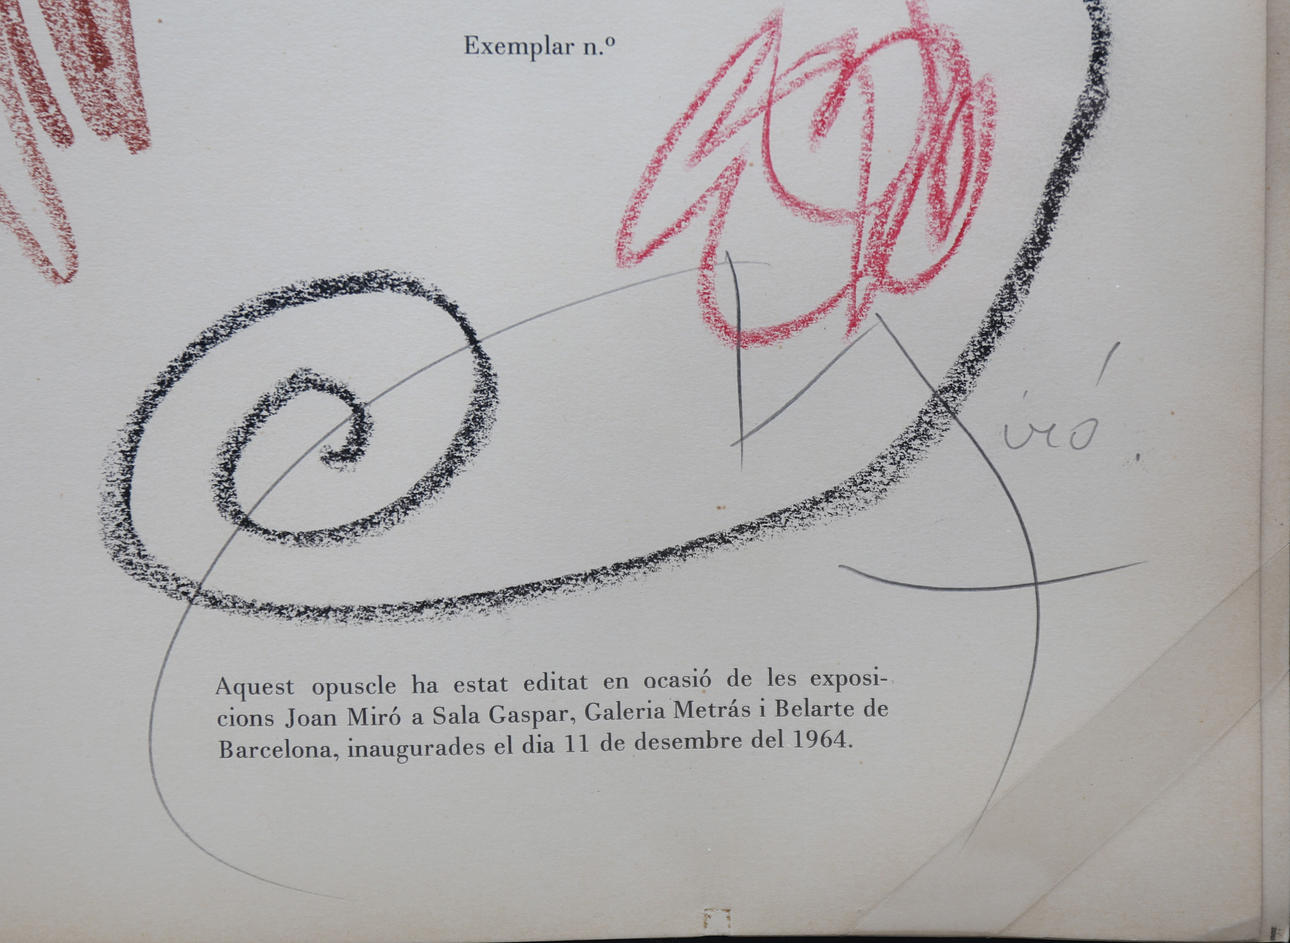 Exemplar n.º
Miró.
Aquest opuscle ha estat editat en ocasió de les exposi-
cions Joan Miró a Sala Gaspar, Galeria Metrás i Belarte de
Barcelona, inaugurades el dia 11 de desembre del 1964.